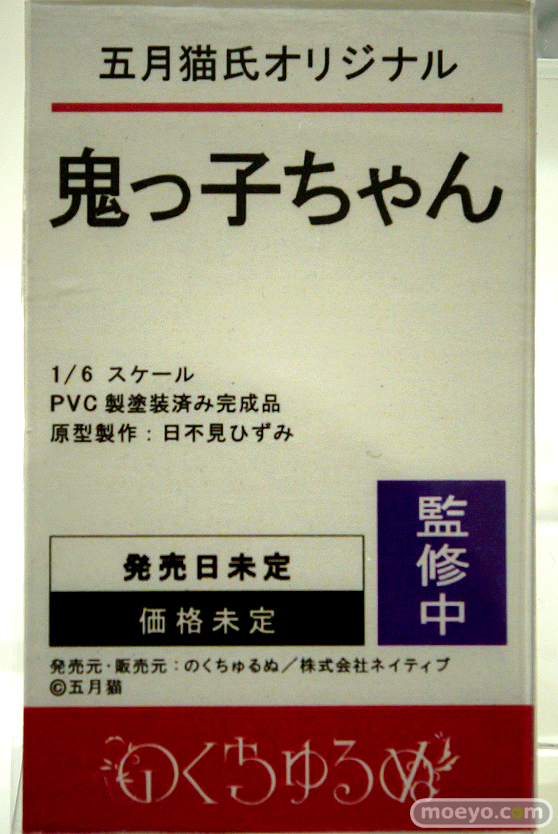 五月猫氏オリジナル
鬼っ子ちゃん
1/6 スケール
PVC製塗装済み完成品
原型製作：日不見ひずみ
監修中
発売日未定
価格未定
発売元・販売元：のくちゅるぬ／株式会社ネイティブ
©五月猫
のくちゅるぬ
moeyo.com